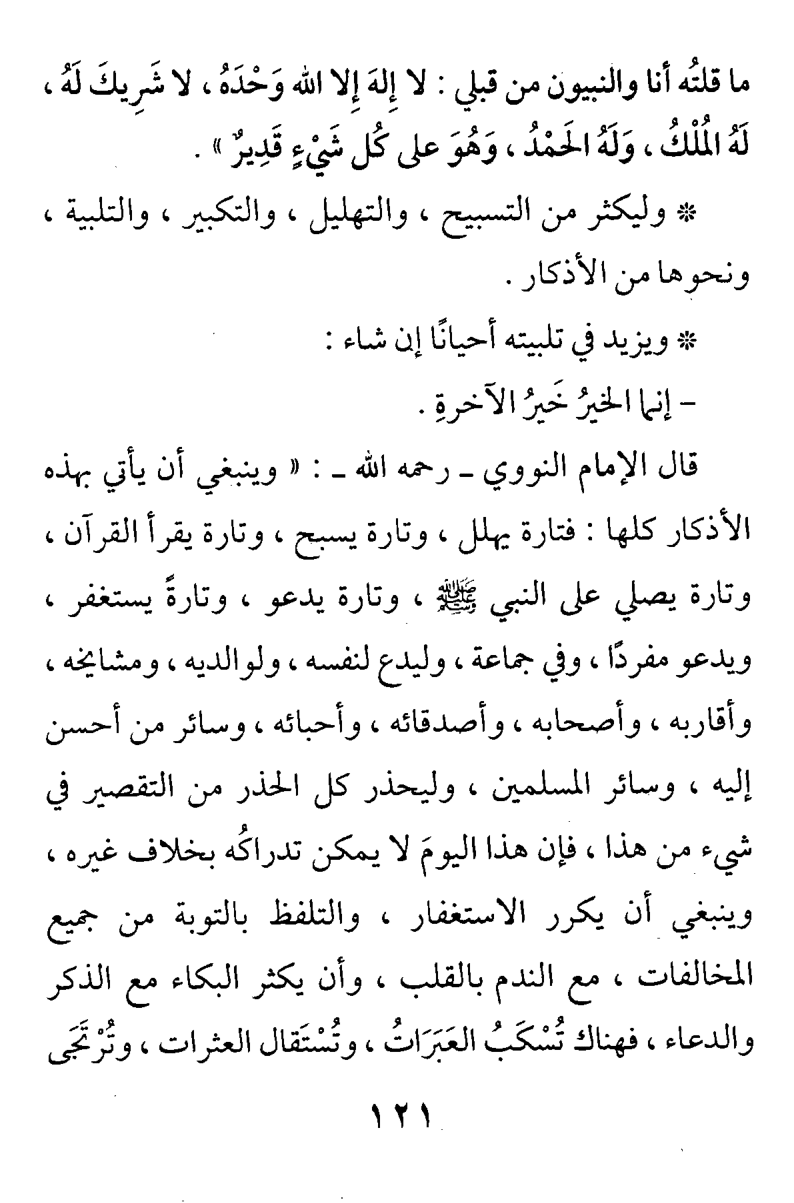 ما قلتُه أنا والنبيون من قبلي : لا إِلهَ إِلا الله وَحْدَهُ ، لا شَرِيكَ لَهُ ،
لَهُ المُلْكُ ، وَلَهُ الحَمْدُ ، وَهُوَ على كُل شَيْءٍ قَدِيرٌ » .
* وليكثر من التسبيح ، والتهليل ، والتكبير ، والتلبية ،
ونحوها من الأذكار .
* ويزيد في تلبيته أحيانًا إن شاء :
– إنما الخيرُ خَيرُ الآخرةِ .
قال الإمام النووي ـ رحمه الله ـ : « وينبغي أن يأتي بهذه
الأذكار كلها : فتارة يهلل ، وتارة يسبح ، وتارة يقرأ القرآن ،
وتارة يصلي على النبي ﷺ ، وتارة يدعو ، وتارةً يستغفر ،
ويدعو مفردًا ، وفي جماعة ، وليدع لنفسه ، ولوالديه ، ومشايخه ،
وأقاربه ، وأصحابه ، وأصدقائه ، وأحبائه ، وسائر من أحسن
إليه ، وسائر المسلمين ، وليحذر كل الحذر من التقصير في
شيء من هذا ، فإن هذا اليومَ لا يمكن تدراكُه بخلاف غيره ،
وينبغي أن يكرر الاستغفار ، والتلفظ بالتوبة من جميع
المخالفات ، مع الندم بالقلب ، وأن يكثر البكاء مع الذكر
والدعاء ، فهناك تُسْكَبُ العَبَرَاتُ ، وتُسْتَقال العثرات ، وتُرْتَجَى
١٢١